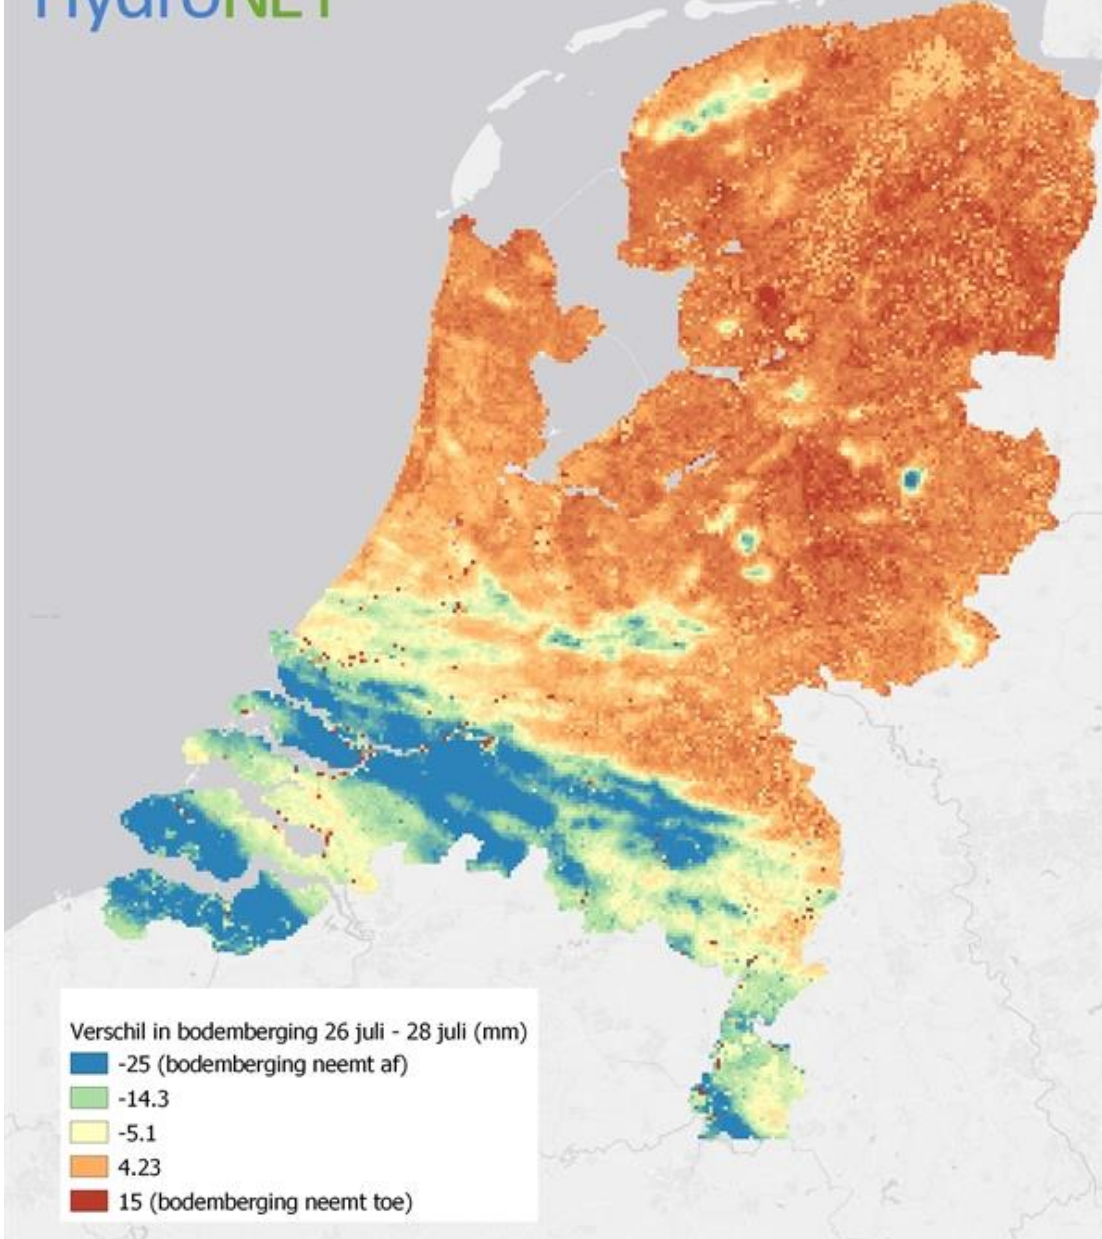 HydroNET
Verschil in bodemberging 26 juli - 28 juli (mm)
-25 (bodemberging neemt af)
-14.3
-5.1
4.23
15 (bodemberging neemt toe)